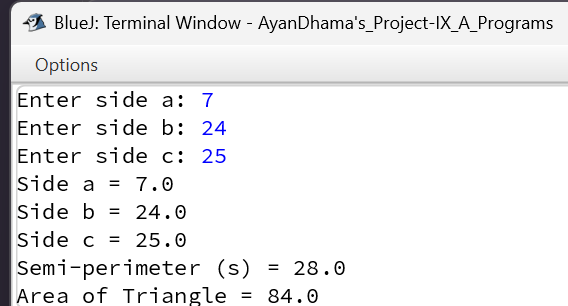 BlueJ: Terminal Window - AyanDhama's_Project-IX_A_Programs
Options
Enter side a: 7
Enter side b: 24
Enter side c: 25
Side a = 7.0
Side b = 24.0
Side c = 25.0
Semi-perimeter (s) = 28.0
Area of Triangle = 84.0